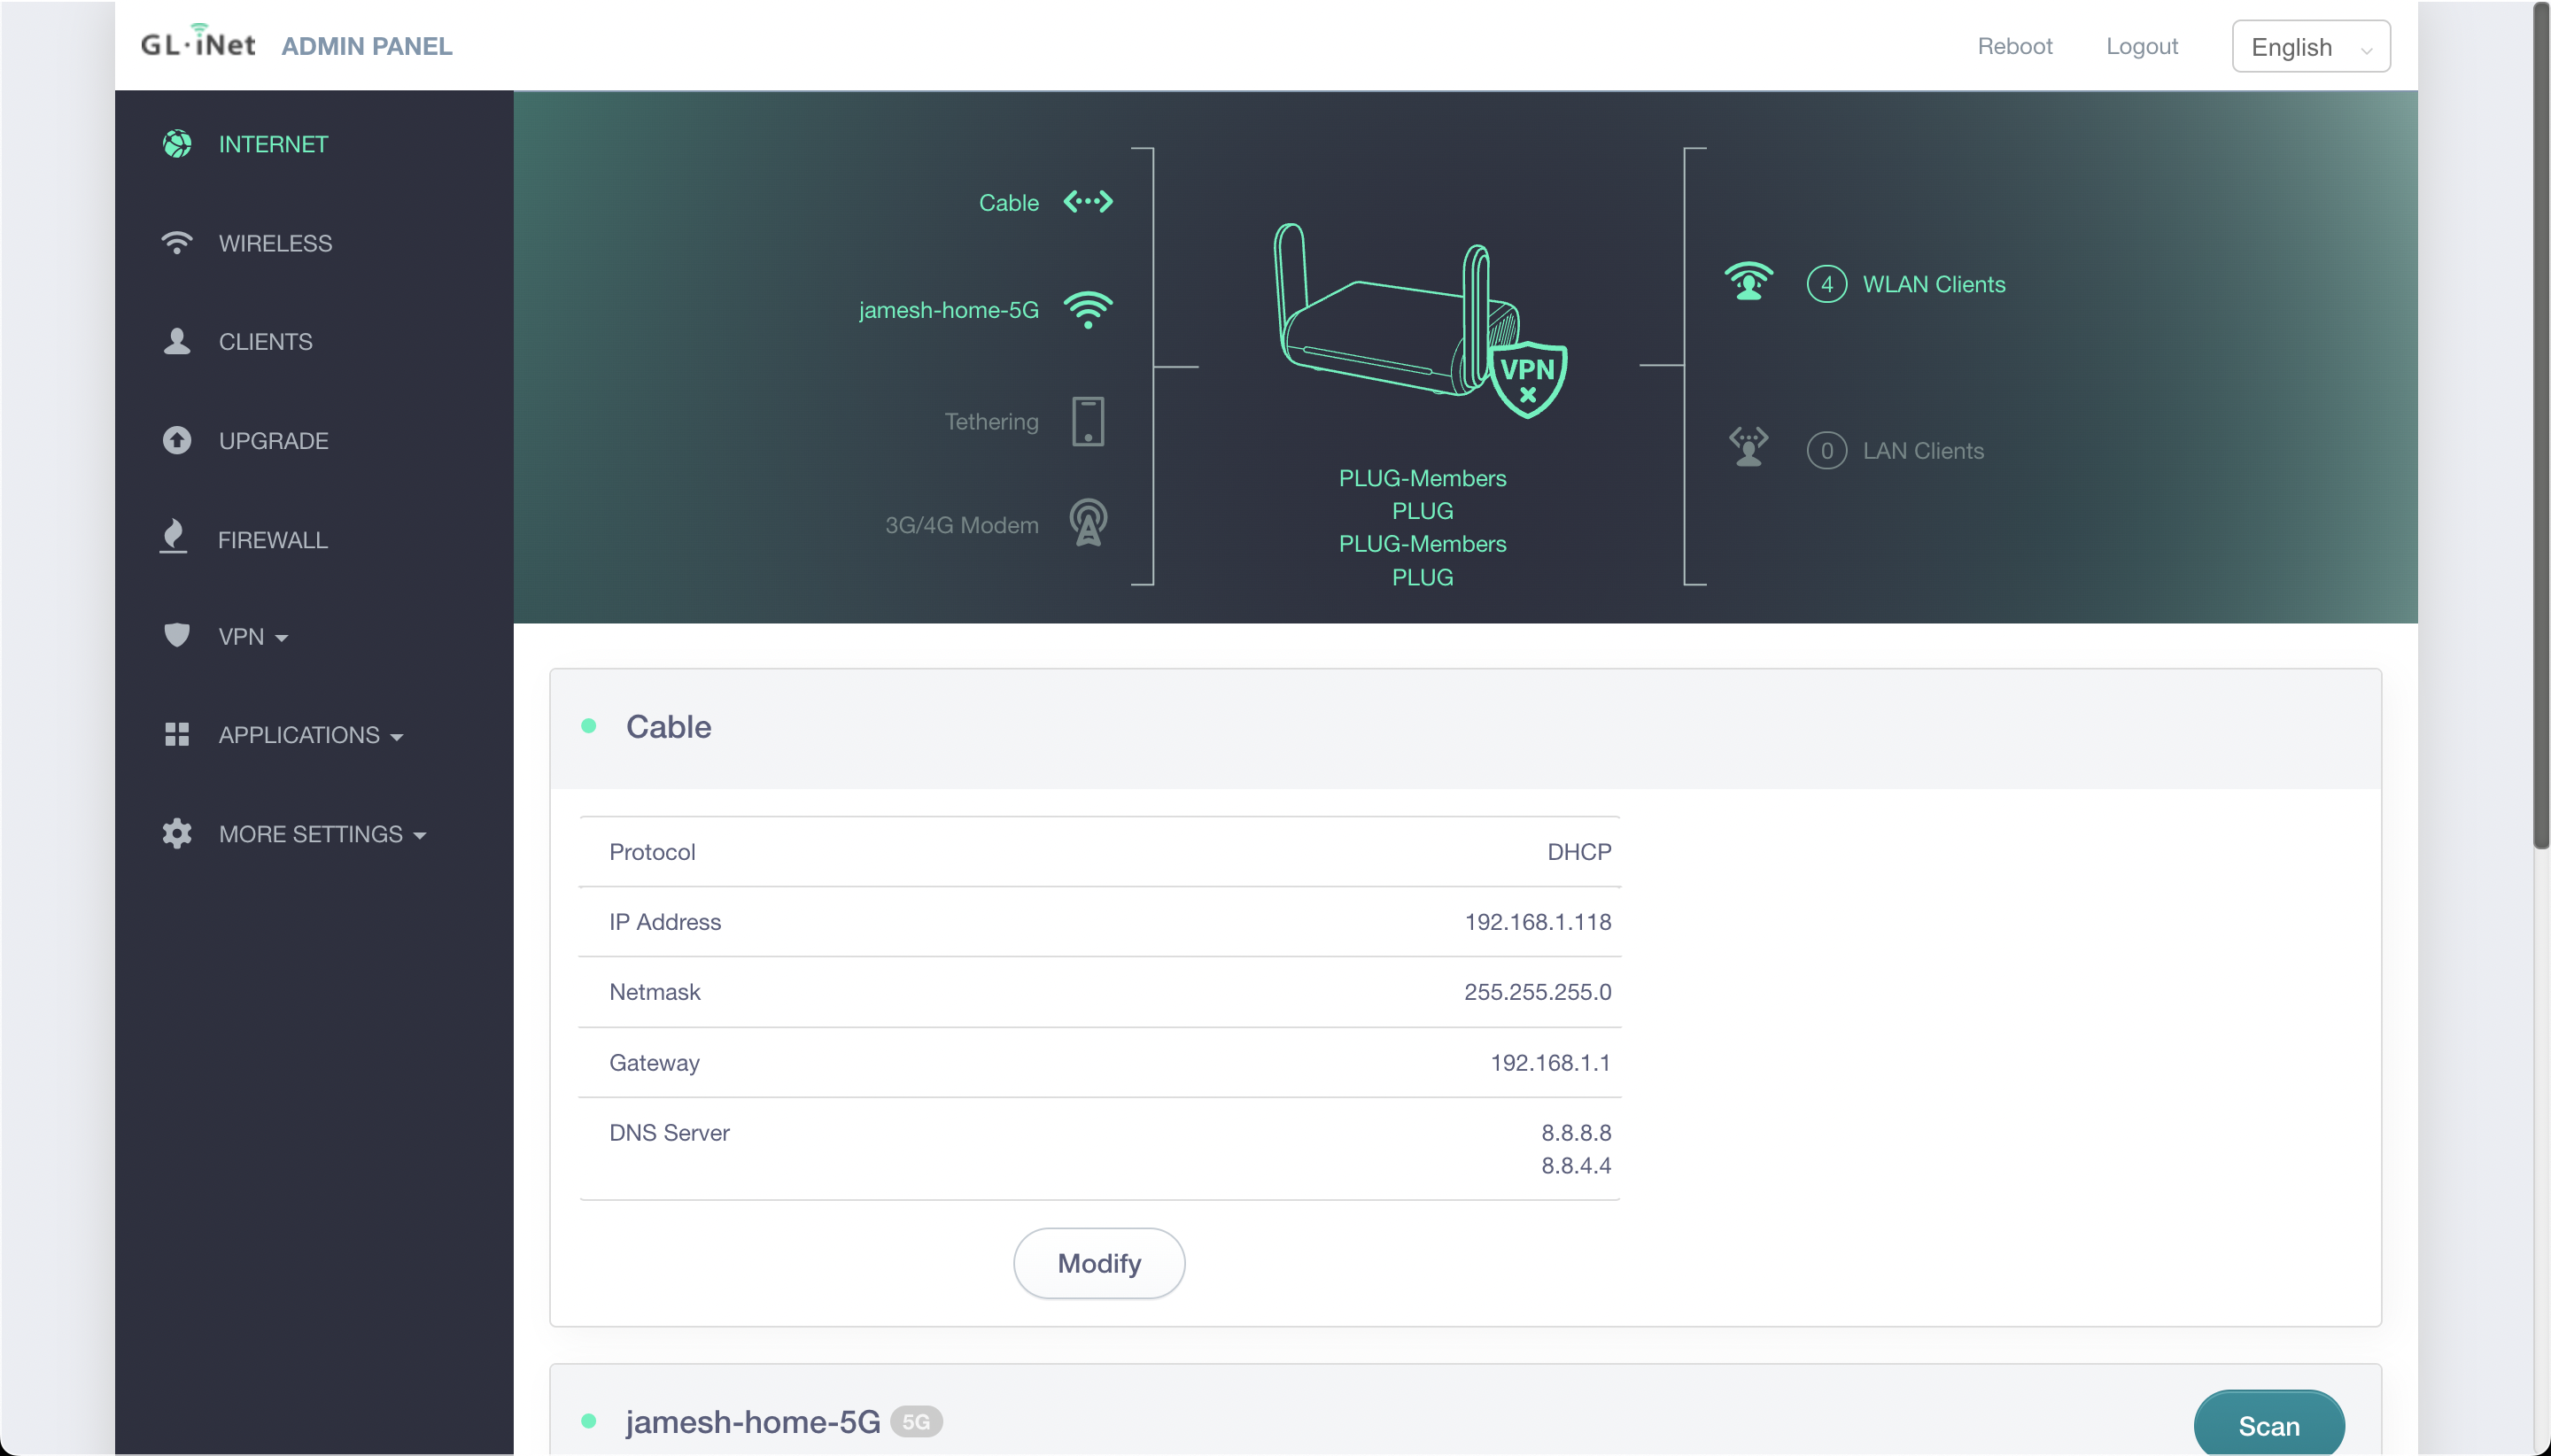 GL·iNet ADMIN PANEL
Reboot Logout English
INTERNET
WIRELESS
CLIENTS
UPGRADE
FIREWALL
VPN
APPLICATIONS
MORE SETTINGS
Cable
jamesh-home-5G
Tethering
3G/4G Modem
VPN
PLUG-Members
PLUG
PLUG-Members
PLUG
4 WLAN Clients
0 LAN Clients
Cable
Protocol DHCP
IP Address 192.168.1.118
Netmask 255.255.255.0
Gateway 192.168.1.1
DNS Server 8.8.8.8
8.8.4.4
Modify
jamesh-home-5G 5G
Scan